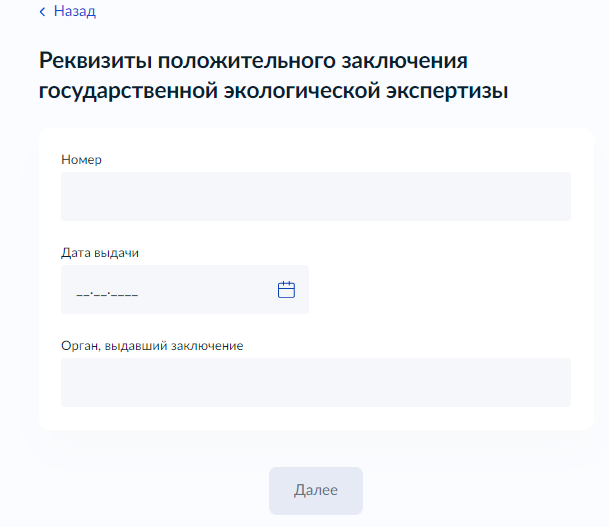 Назад
Реквизиты положительного заключения
государственной экологической экспертизы
Номер
Дата выдачи
__.__.____
Орган, выдавший заключение
Далее